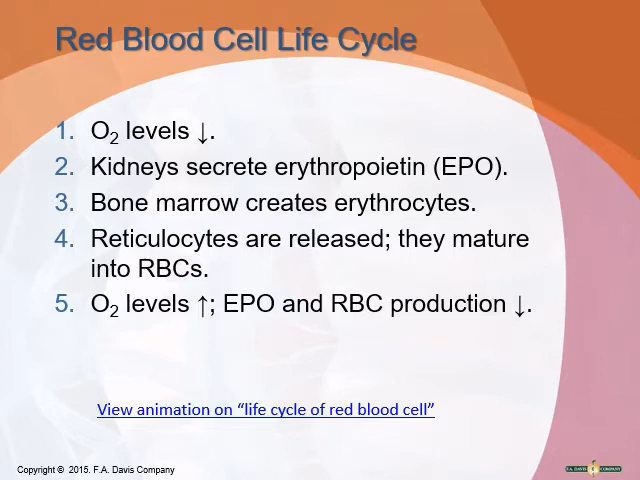 Red Blood Cell Life Cycle
1. O₂ levels ↓.
2. Kidneys secrete erythropoietin (EPO).
3. Bone marrow creates erythrocytes.
4. Reticulocytes are released; they mature
into RBCs.
5. O₂ levels ↑; EPO and RBC production ↓.
View animation on “life cycle of red blood cell”
Copyright © 2015. F.A. Davis Company
F.A. DAVIS COMPANY